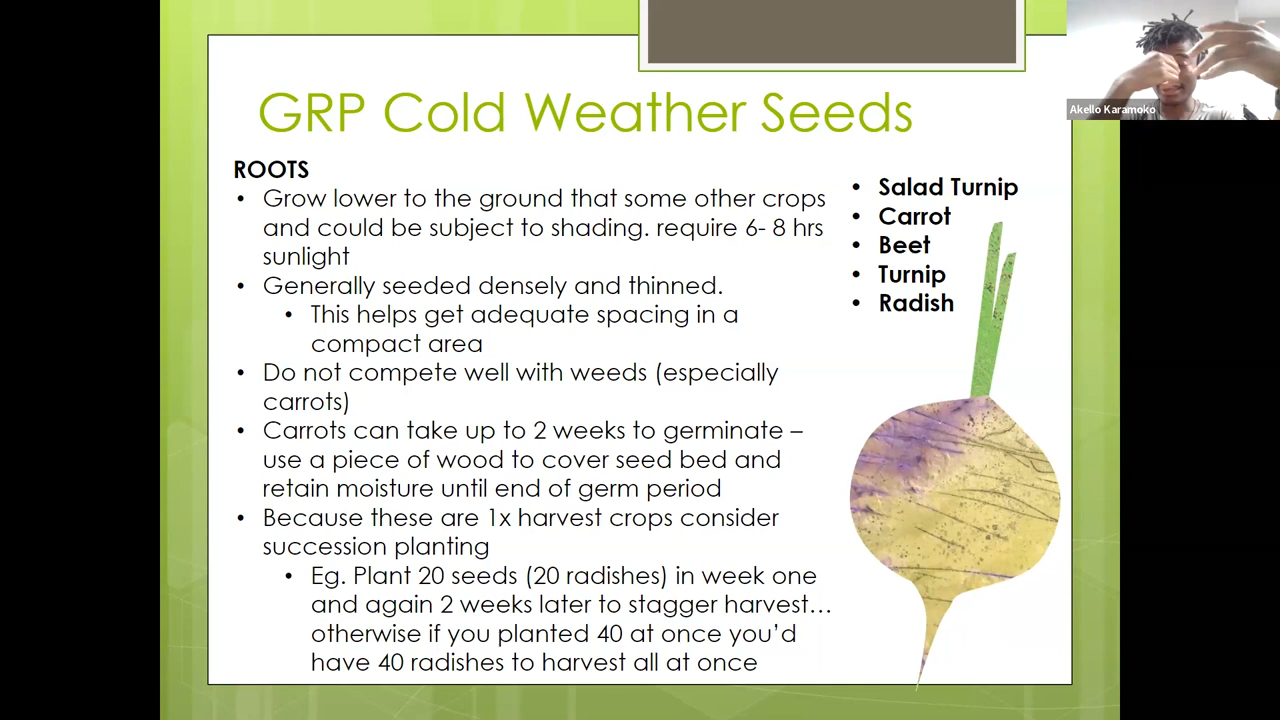 GRP Cold Weather Seeds
Akello Karamoko
ROOTS
• Grow lower to the ground that some other crops
and could be subject to shading. require 6- 8 hrs
sunlight
• Generally seeded densely and thinned.
• This helps get adequate spacing in a
compact area
• Do not compete well with weeds (especially
carrots)
• Carrots can take up to 2 weeks to germinate –
use a piece of wood to cover seed bed and
retain moisture until end of germ period
• Because these are 1x harvest crops consider
succession planting
• Eg. Plant 20 seeds (20 radishes) in week one
and again 2 weeks later to stagger harvest…
otherwise if you planted 40 at once you’d
have 40 radishes to harvest all at once
• Salad Turnip
• Carrot
• Beet
• Turnip
• Radish